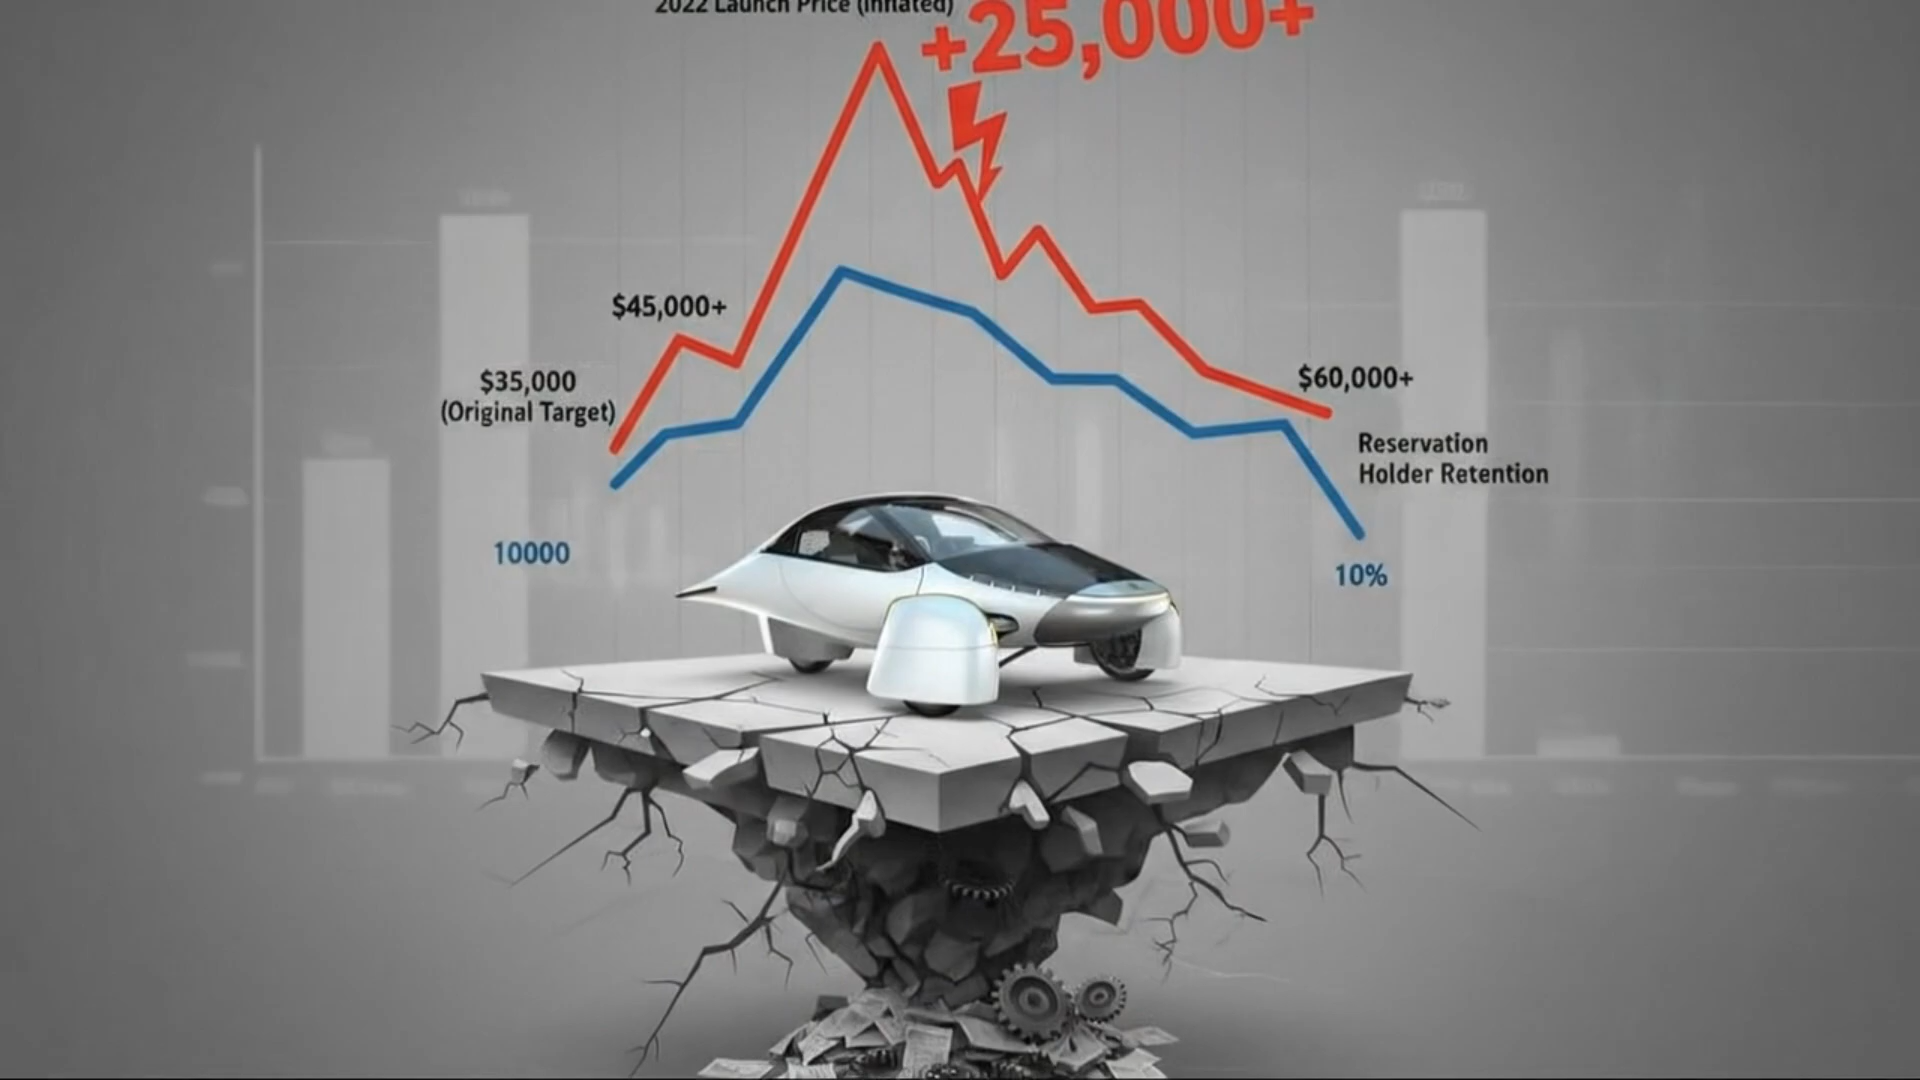 2022 Launch Price (Inflated)
+25,000+
$45,000+
$35,000
(Original Target)
$60,000+
Reservation
Holder Retention
10000
10%